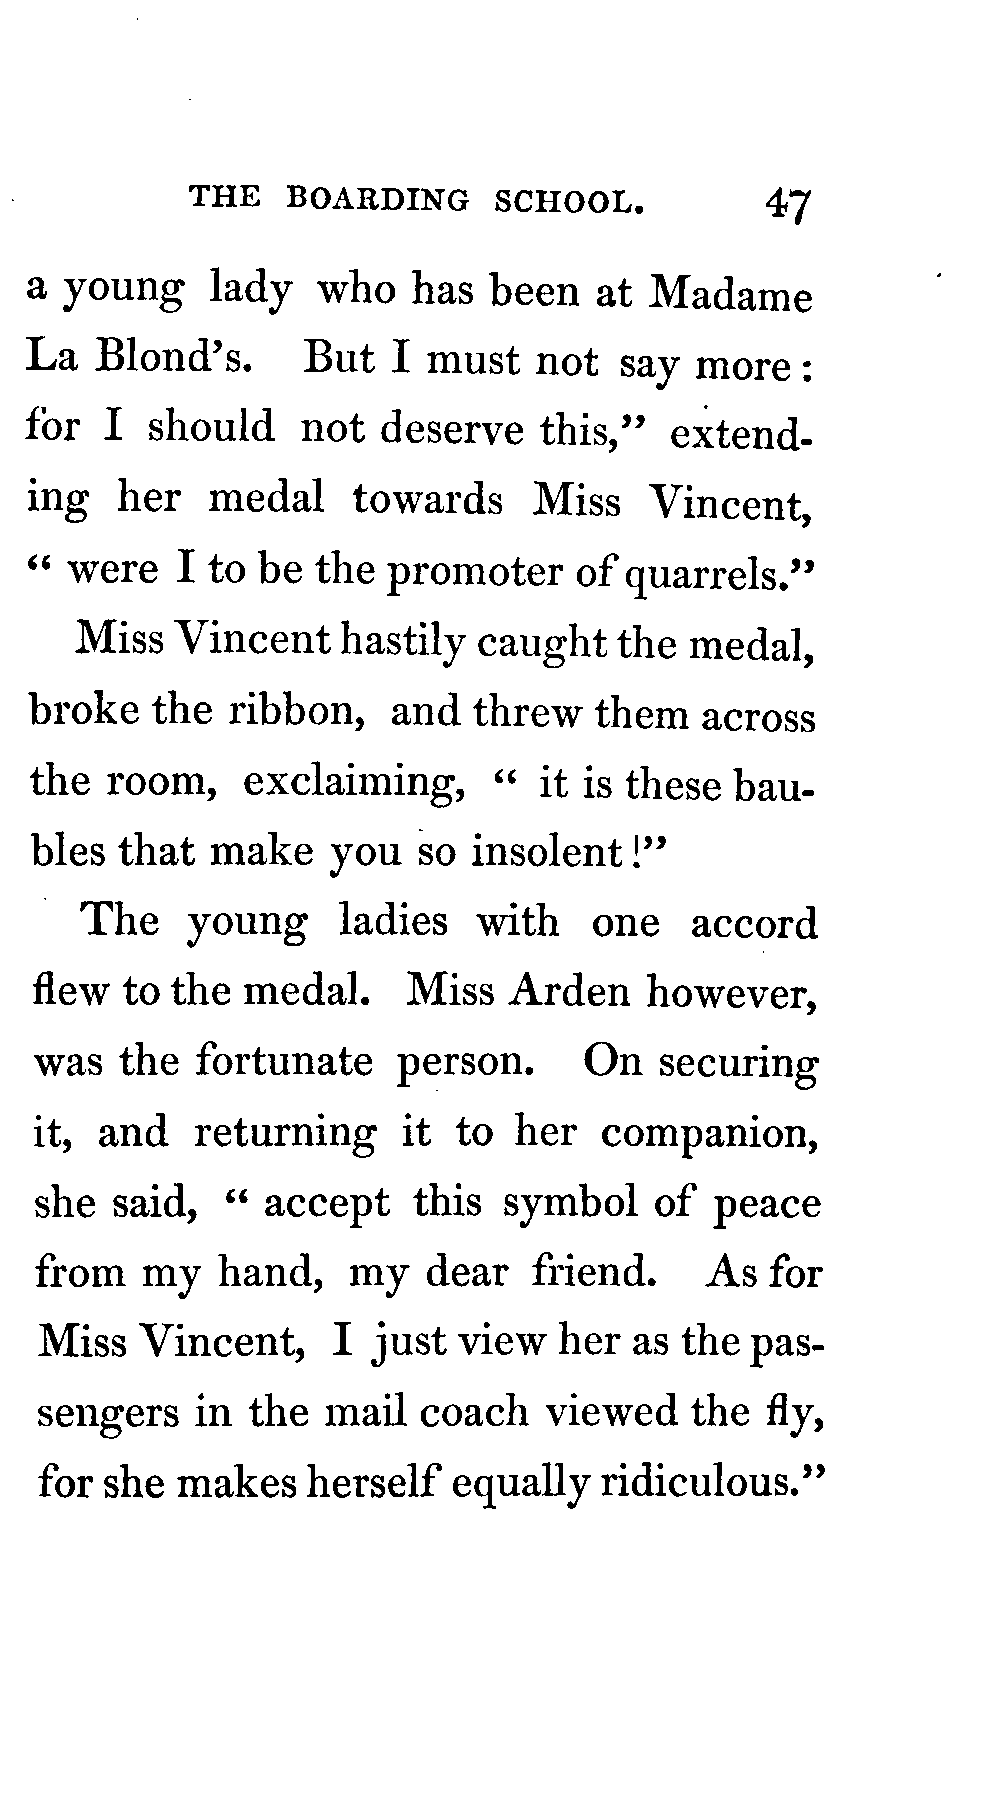 THE BOARDING SCHOOL. 47
a young lady who has been at Madame
La Blond's. But I must not say more :
for I should not deserve this,” extend-
ing her medal towards Miss Vincent,
“ were I to be the promoter of quarrels.”
Miss Vincent hastily caught the medal,
broke the ribbon, and threw them across
the room, exclaiming, “ it is these bau-
bles that make you so insolent !”
The young ladies with one accord
flew to the medal. Miss Arden however,
was the fortunate person. On securing
it, and returning it to her companion,
she said, “ accept this symbol of peace
from my hand, my dear friend. As for
Miss Vincent, I just view her as the pas-
sengers in the mail coach viewed the fly,
for she makes herself equally ridiculous.”